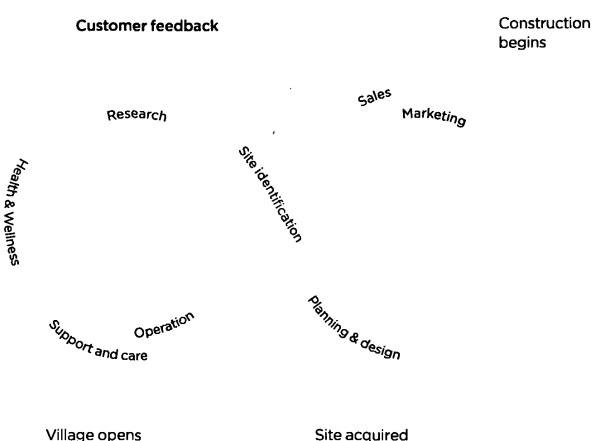 Customer feedback
Construction
begins
Sales
Marketing
Research
Site identification
Health & Wellness
Planning & design
Operation
Support and care
Village opens
Site acquired